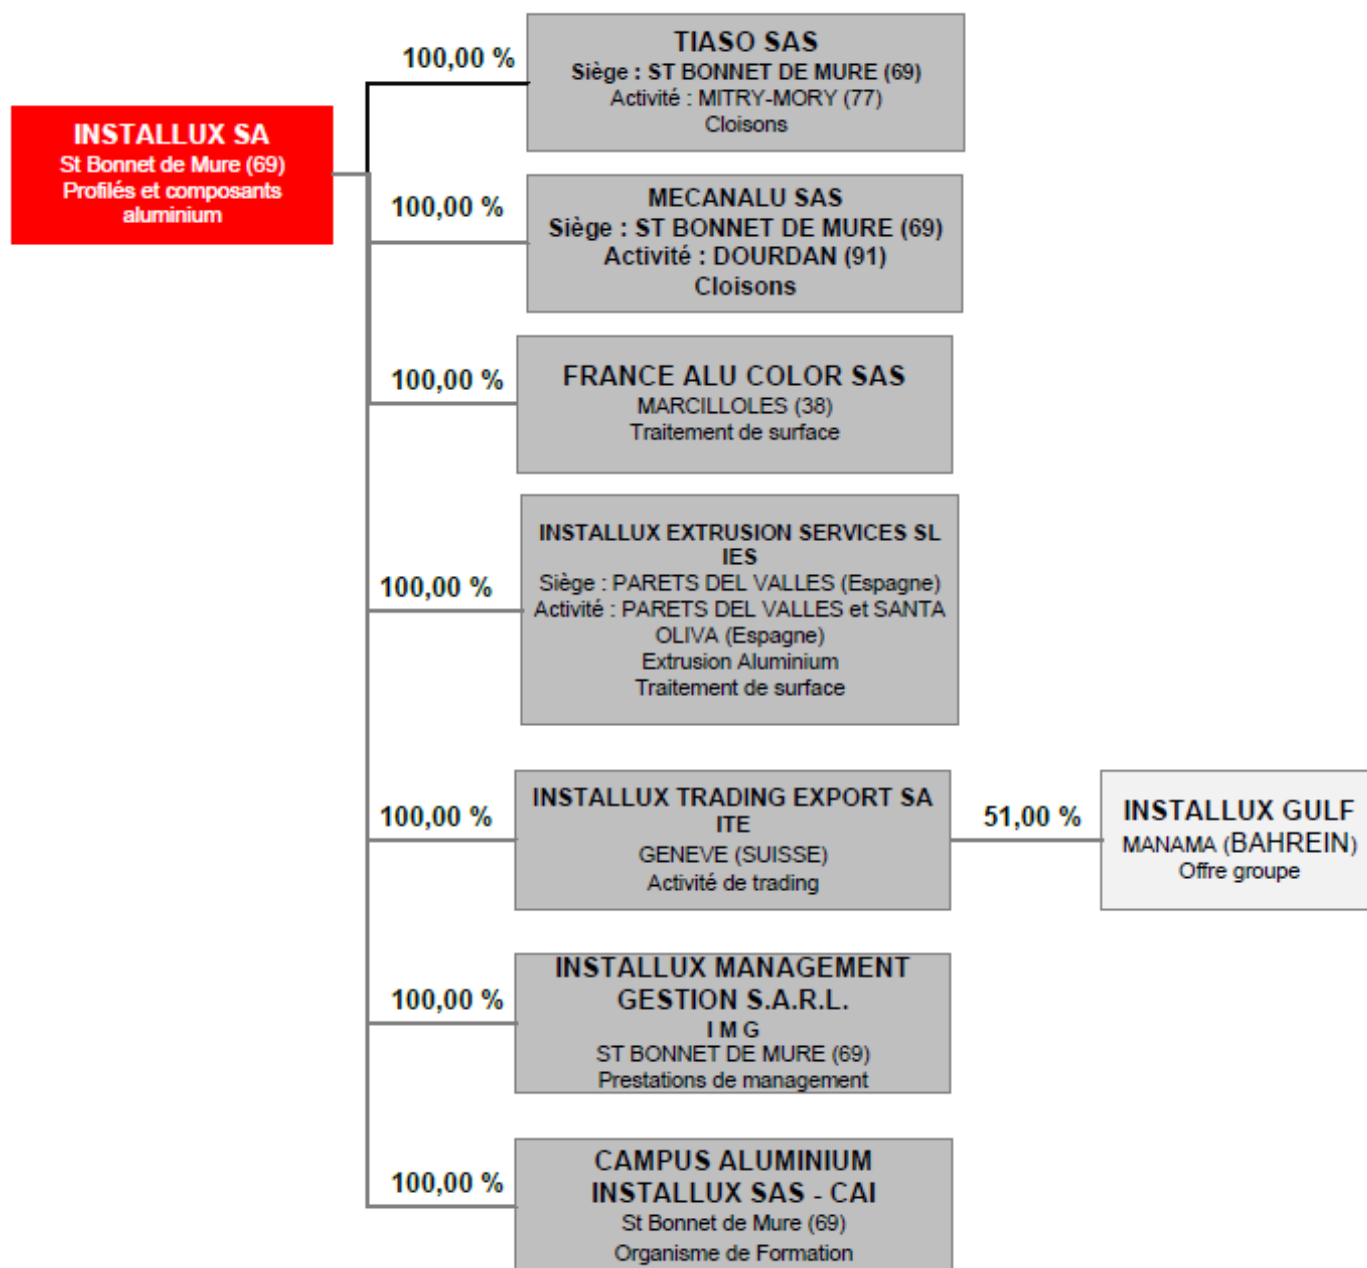 INSTALLUX SA
St Bonnet de Mure (69)
Profilés et composants
aluminium
100,00 %
TIASO SAS
Siège : ST BONNET DE MURE (69)
Activité : MITRY-MORY (77)
Cloisons
100,00 %
MECANALU SAS
Siège : ST BONNET DE MURE (69)
Activité : DOURDAN (91)
Cloisons
100,00 %
FRANCE ALU COLOR SAS
MARCILLOLES (38)
Traitement de surface
100,00 %
INSTALLUX EXTRUSION SERVICES SL
IES
Siège : PARETS DEL VALLES (Espagne)
Activité : PARETS DEL VALLES et SANTA
OLIVA (Espagne)
Extrusion Aluminium
Traitement de surface
100,00 %
INSTALLUX TRADING EXPORT SA
ITE
GENEVE (SUISSE)
Activité de trading
51,00 %
INSTALLUX GULF
MANAMA (BAHREIN)
Offre groupe
100,00 %
INSTALLUX MANAGEMENT
GESTION S.A.R.L.
I M G
ST BONNET DE MURE (69)
Prestations de management
100,00 %
CAMPUS ALUMINIUM
INSTALLUX SAS - CAI
St Bonnet de Mure (69)
Organisme de Formation